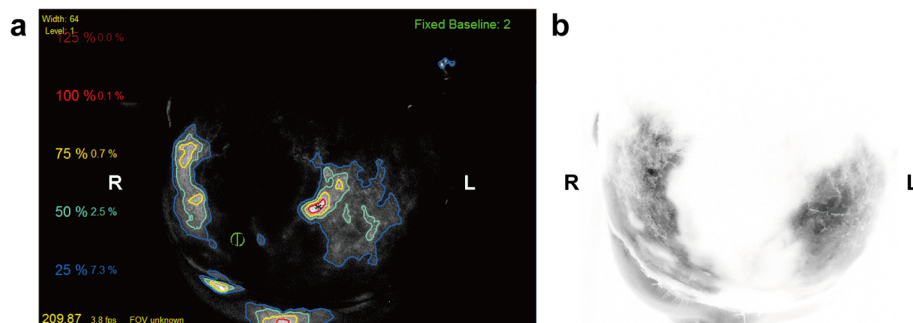 a
Width: 64
Level: 1
Fixed Baseline: 2
125 % 0.0 %
100 % 0.1 %
75 % 0.7 %
R
L
50 % 2.5 %
25 % 7.3 %
209.87 3.8 fps FOV unknown
b
R
L